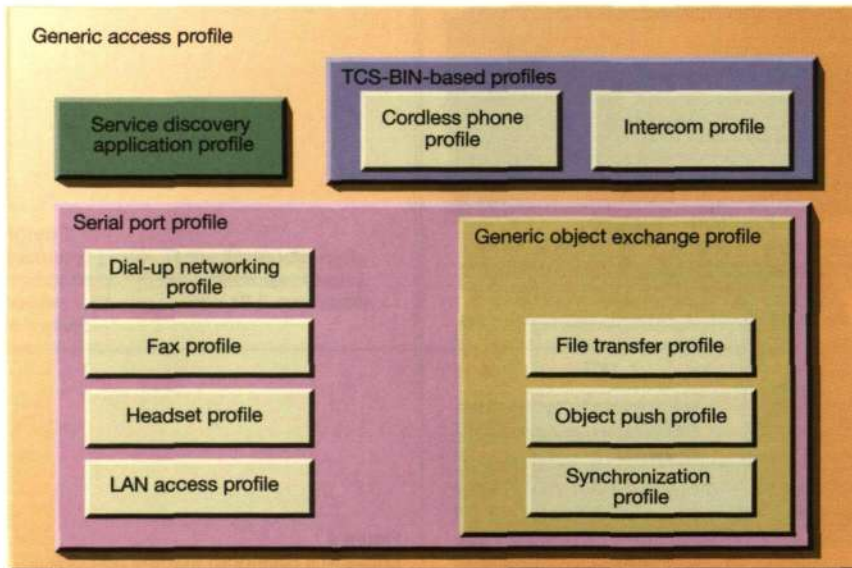 Generic access profile
TCS-BIN-based profiles
Service discovery
application profile
Cordless phone
profile
Intercom profile
Serial port profile
Generic object exchange profile
Dial-up networking
profile
Fax profile
Headset profile
LAN access profile
File transfer profile
Object push profile
Synchronization
profile